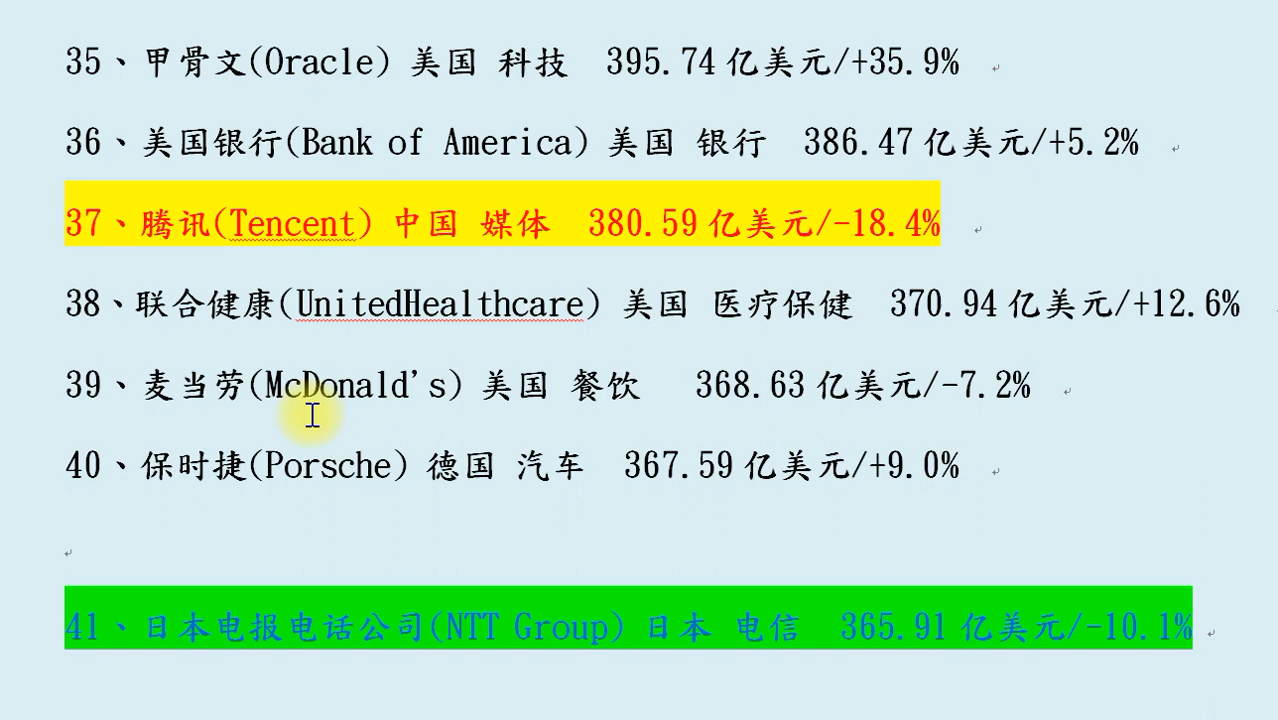 35、甲骨文(Oracle) 美国 科技 395.74亿美元/+35.9%
36、美国银行(Bank of America) 美国 银行 386.47亿美元/+5.2%
37、腾讯(Tencent) 中国 媒体 380.59亿美元/-18.4%
38、联合健康(UnitedHealthcare) 美国 医疗保健 370.94亿美元/+12.6%
39、麦当劳(McDonald's) 美国 餐饮 368.63亿美元/-7.2%
40、保时捷(Porsche) 德国 汽车 367.59亿美元/+9.0%
41、日本电报电话公司(NTT Group) 日本 电信 365.91亿美元/-10.1%